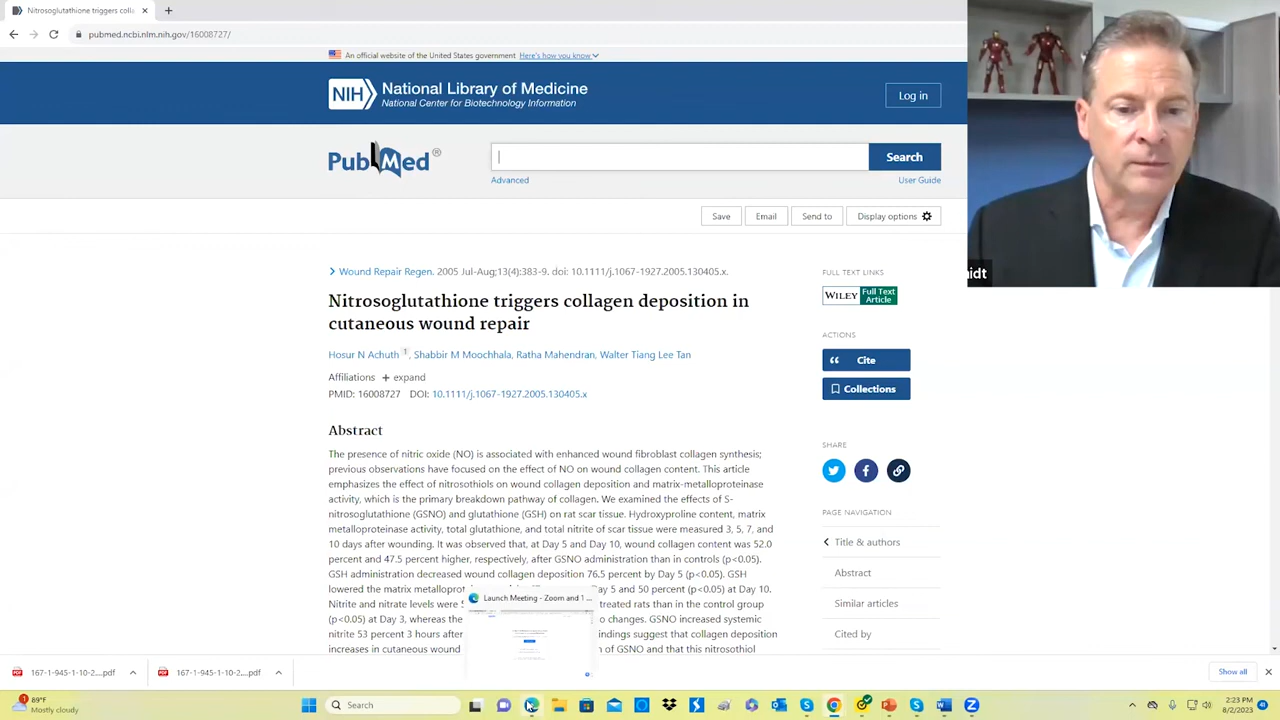 Nitrosoglutathione triggers colla
pubmed.ncbi.nlm.nih.gov/16008727/
An official website of the United States government Here's how you know
NIH National Library of Medicine
National Center for Biotechnology Information
Log in
PubMed®
Search
Advanced
User Guide
Save
Email
Send to
Display options
idt
Wound Repair Regen. 2005 Jul-Aug;13(4):383-9. doi: 10.1111/j.1067-1927.2005.130405.x.
Nitrosoglutathione triggers collagen deposition in
cutaneous wound repair
Hosur N Achuth 1, Shabbir M Moochhala, Ratha Mahendran, Walter Tiang Lee Tan
Affiliations + expand
PMID: 16008727 DOI: 10.1111/j.1067-1927.2005.130405.x
Abstract
The presence of nitric oxide (NO) is associated with enhanced wound fibroblast collagen synthesis;
previous observations have focused on the effect of NO on wound collagen content. This article
emphasizes the effect of nitrosothiols on wound collagen deposition and matrix-metalloproteinase
activity, which is the primary breakdown pathway of collagen. We examined the effects of S-
nitrosoglutathione (GSNO) and glutathione (GSH) on rat scar tissue. Hydroxyproline content, matrix
metalloproteinase activity, total glutathione, and total nitrite of scar tissue were measured 3, 5, 7, and
10 days after wounding. It was observed that, at Day 5 and Day 10, wound collagen content was 52.0
percent and 47.5 percent higher, respectively, after GSNO administration than in controls (p<0.05).
GSH administration decreased wound collagen deposition 76.5 percent by Day 5 (p<0.05). GSH
lowered the matrix metalloprot Day 5 and 50 percent (p<0.05) at Day 10.
Nitrite and nitrate levels were treated rats than in the control group
(p<0.05) at Day 3, whereas the o changes. GSNO increased systemic
nitrite 53 percent 3 hours after ndings suggest that collagen deposition
increases in cutaneous wound n of GSNO and that this nitrosothiol
Launch Meeting - Zoom and 1 ...
FULL TEXT LINKS
WILEY Full Text
Article
ACTIONS
Cite
Collections
SHARE
PAGE NAVIGATION
Title & authors
Abstract
Similar articles
Cited by
167-1-945-1-10-2....pdf
167-1-945-1-10-2....pdf
Show all
89°F
Mostly cloudy
Search
2:23 PM
8/2/2023